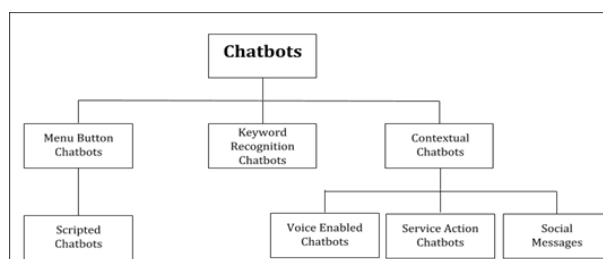 Chatbots
Menu Button
Chatbots
Keyword
Recognition
Chatbots
Contextual
Chatbots
Scripted
Chatbots
Voice Enabled
Chatbots
Service Action
Chatbots
Social
Messages